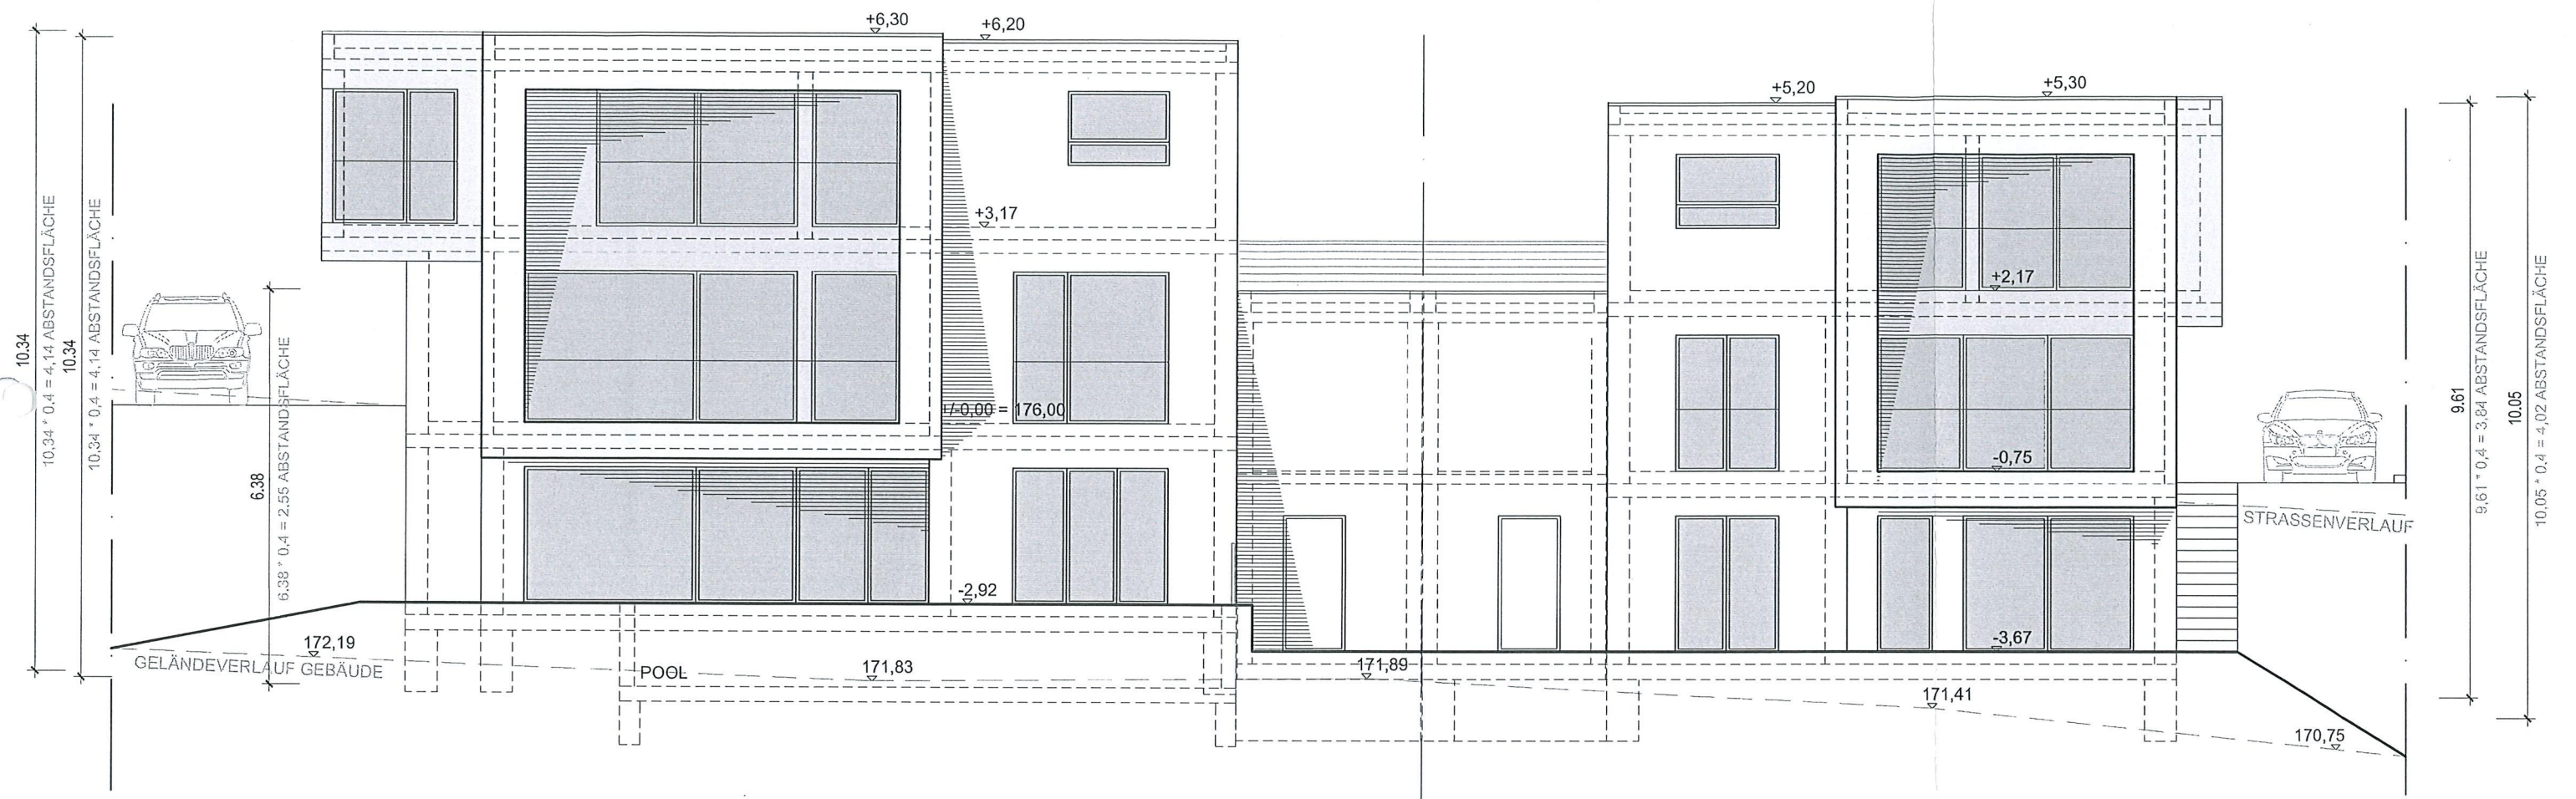 +6,30
+6,20
+5,20
+5,30
+3,17
+2,17
+/-0,00 = 176,00
-0,75
-2,92
-3,67
10.34
10,34 * 0,4 = 4,14 ABSTANDSFLÄCHE
10.34
10,34 * 0,4 = 4,14 ABSTANDSFLÄCHE
6.38
6.38 * 0,4 = 2.55 ABSTANDSFLÄCHE
9.61
9,61 * 0,4 = 3,84 ABSTANDSFLÄCHE
10.05
10,05 * 0,4 = 4,02 ABSTANDSFLÄCHE
STRASSENVERLAUF
172,19
GELÄNDEVERLAUF GEBÄUDE
POOL
171,83
171,89
171,41
170,75